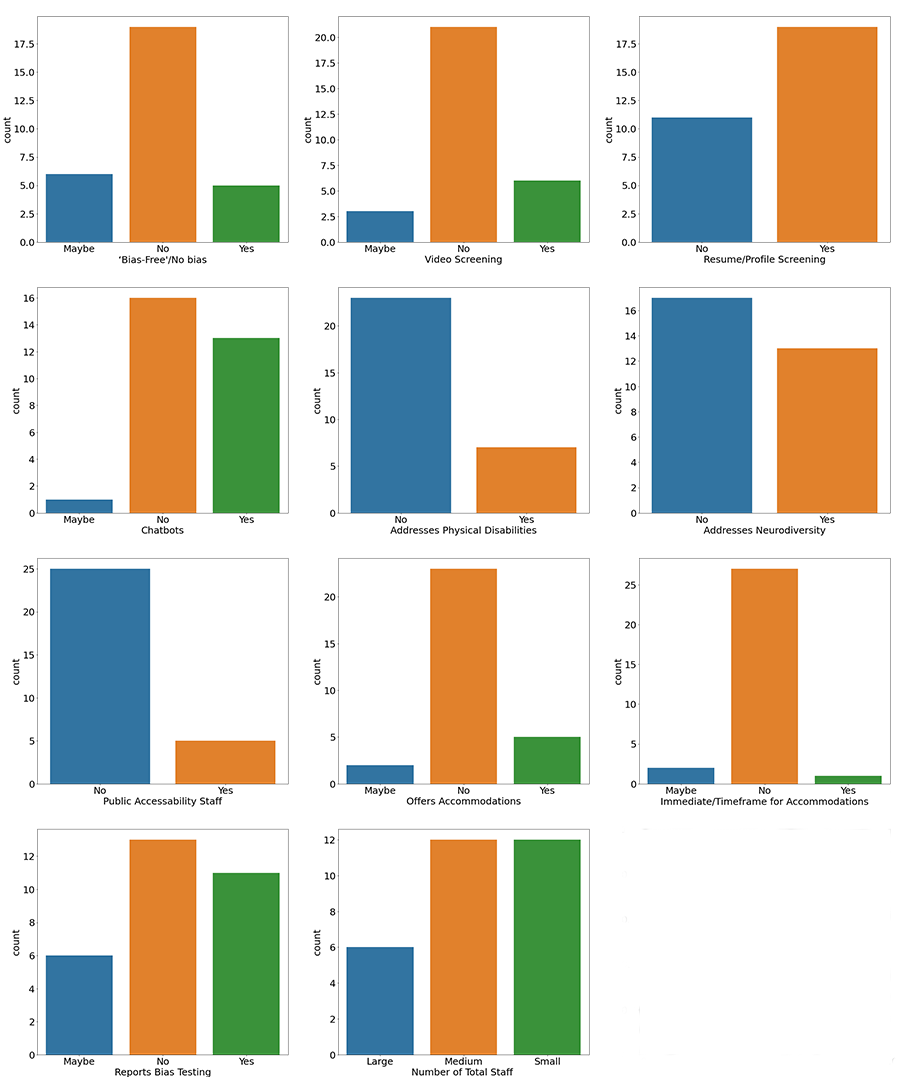 17.5
15.0
12.5
10.0
7.5
5.0
2.5
0.0
count
Maybe No Yes
'Bias-Free'/No bias
20.0
17.5
15.0
12.5
10.0
7.5
5.0
2.5
0.0
count
Maybe No Yes
Video Screening
17.5
15.0
12.5
10.0
7.5
5.0
2.5
0.0
count
No Yes
Resume/Profile Screening
16
14
12
10
8
6
4
2
0
count
Maybe No Yes
Chatbots
20
15
10
5
0
count
No Yes
Addresses Physical Disabilities
16
14
12
10
8
6
4
2
0
count
No Yes
Addresses Neurodiversity
25
20
15
10
5
0
count
No Yes
Public Accessability Staff
20
15
10
5
0
count
Maybe No Yes
Offers Accommodations
25
20
15
10
5
0
count
Maybe No Yes
Immediate/Timeframe for Accommodations
12
10
8
6
4
2
0
count
Maybe No Yes
Reports Bias Testing
12
10
8
6
4
2
0
count
Large Medium Small
Number of Total Staff